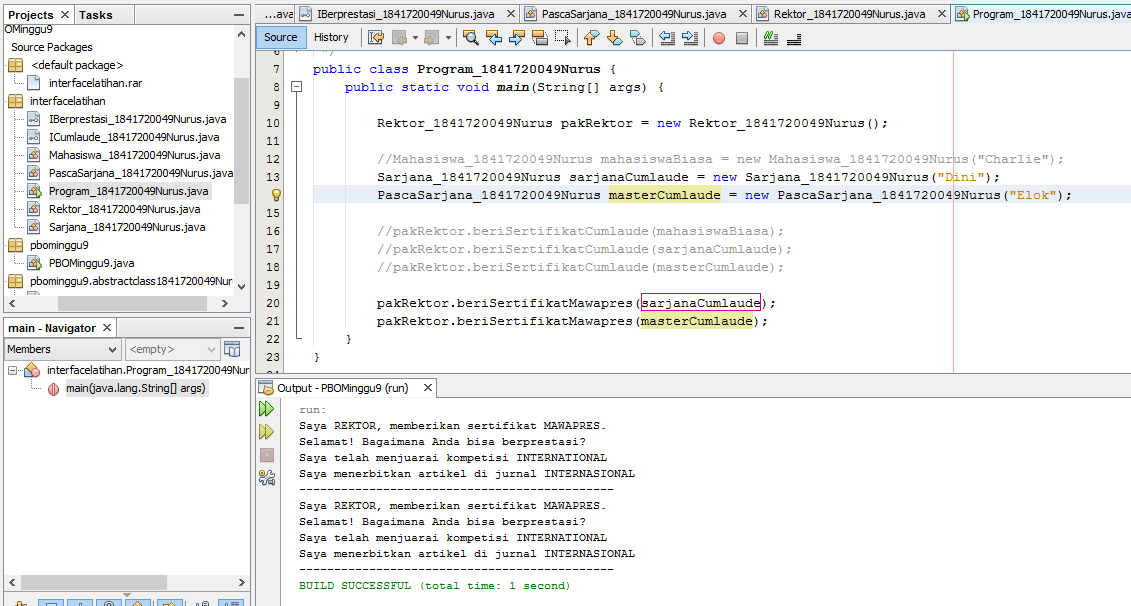 Projects
Tasks
OMinggu9
Source Packages
<default package>
interfacelatihan.rar
interfacelatihan
IBerprestasi_1841720049Nurus.java
ICumlaude_1841720049Nurus.java
Mahasiswa_1841720049Nurus.java
PascaSarjana_1841720049Nurus.java
Program_1841720049Nurus.java
Rektor_1841720049Nurus.java
Sarjana_1841720049Nurus.java
pbominggu9
PBOMinggu9.java
pbominggu9.abstractclass1841720049Nur
main - Navigator
Members
<empty>
interfacelatihan.Program_1841720049Nur
main(java.lang.String[] args)
...ava
IBerprestasi_1841720049Nurus.java
PascaSarjana_1841720049Nurus.java
Rektor_1841720049Nurus.java
Program_1841720049Nurus.java
Source
History
6 */
7 public class Program_1841720049Nurus {
8 public static void main(String[] args) {
9
10 Rektor_1841720049Nurus pakRektor = new Rektor_1841720049Nurus();
11
12 //Mahasiswa_1841720049Nurus mahasiswaBiasa = new Mahasiswa_1841720049Nurus("Charlie");
13 Sarjana_1841720049Nurus sarjanaCumlaude = new Sarjana_1841720049Nurus("Dini");
PascaSarjana_1841720049Nurus masterCumlaude = new PascaSarjana_1841720049Nurus("Elok");
15
16 //pakRektor.beriSertifikatCumlaude(mahasiswaBiasa);
17 //pakRektor.beriSertifikatCumlaude(sarjanaCumlaude);
18 //pakRektor.beriSertifikatCumlaude(masterCumlaude);
19
20 pakRektor.beriSertifikatMawapres(sarjanaCumlaude);
21 pakRektor.beriSertifikatMawapres(masterCumlaude);
22 }
23 }
Output - PBOMinggu9 (run)
run:
Saya REKTOR, memberikan sertifikat MAWAPRES.
Selamat! Bagaimana Anda bisa berprestasi?
Saya telah menjuarai kompetisi INTERNATIONAL
Saya menerbitkan artikel di jurnal INTERNASIONAL
---------------------------------------------
Saya REKTOR, memberikan sertifikat MAWAPRES.
Selamat! Bagaimana Anda bisa berprestasi?
Saya telah menjuarai kompetisi INTERNATIONAL
Saya menerbitkan artikel di jurnal INTERNASIONAL
---------------------------------------------
BUILD SUCCESSFUL (total time: 1 second)